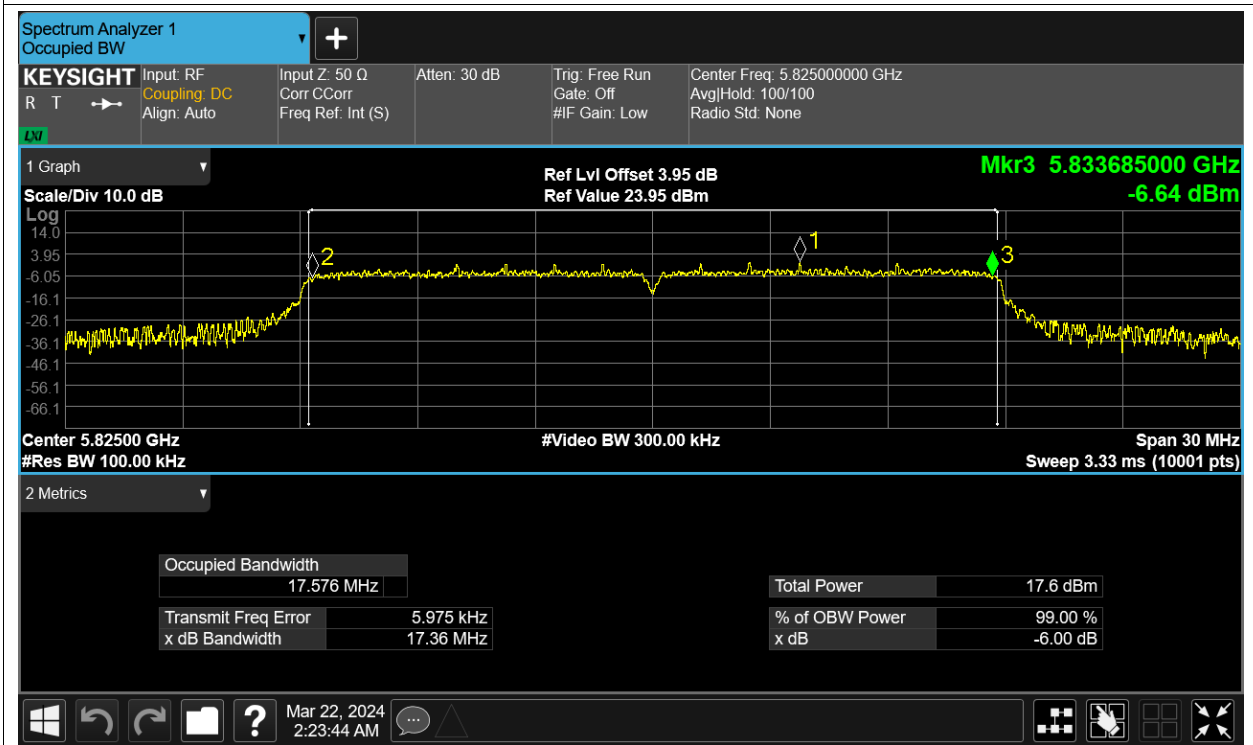 Spectrum Analyzer 1
Occupied BW
KEYSIGHT
R T
LXI
Input: RF
Coupling: DC
Align: Auto
Input Z: 50 Ω
Corr CCorr
Freq Ref: Int (S)
Atten: 30 dB
Trig: Free Run
Gate: Off
#IF Gain: Low
Center Freq: 5.825000000 GHz
Avg|Hold: 100/100
Radio Std: None
1 Graph
Scale/Div 10.0 dB
Ref Lvl Offset 3.95 dB
Ref Value 23.95 dBm
Mkr3 5.833685000 GHz
-6.64 dBm
Log
14.0
3.95
-6.05
-16.1
-26.1
-36.1
-46.1
-56.1
-66.1
2
1
3
Center 5.82500 GHz
#Res BW 100.00 kHz
#Video BW 300.00 kHz
Span 30 MHz
Sweep 3.33 ms (10001 pts)
2 Metrics
Occupied Bandwidth
17.576 MHz
Transmit Freq Error 5.975 kHz
x dB Bandwidth 17.36 MHz
Total Power 17.6 dBm
% of OBW Power 99.00 %
x dB -6.00 dB
?
Mar 22, 2024
2:23:44 AM